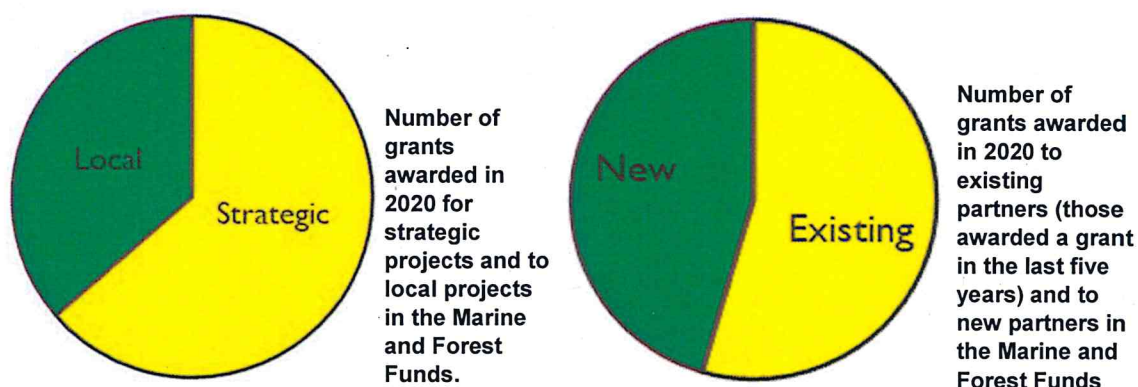 Local
Strategic
Number of
grants
awarded in
2020 for
strategic
projects and to
local projects
in the Marine
and Forest
Funds.
New
Existing
Number of
grants awarded
in 2020 to
existing
partners (those
awarded a grant
in the last five
years) and to
new partners in
the Marine and
Forest Funds